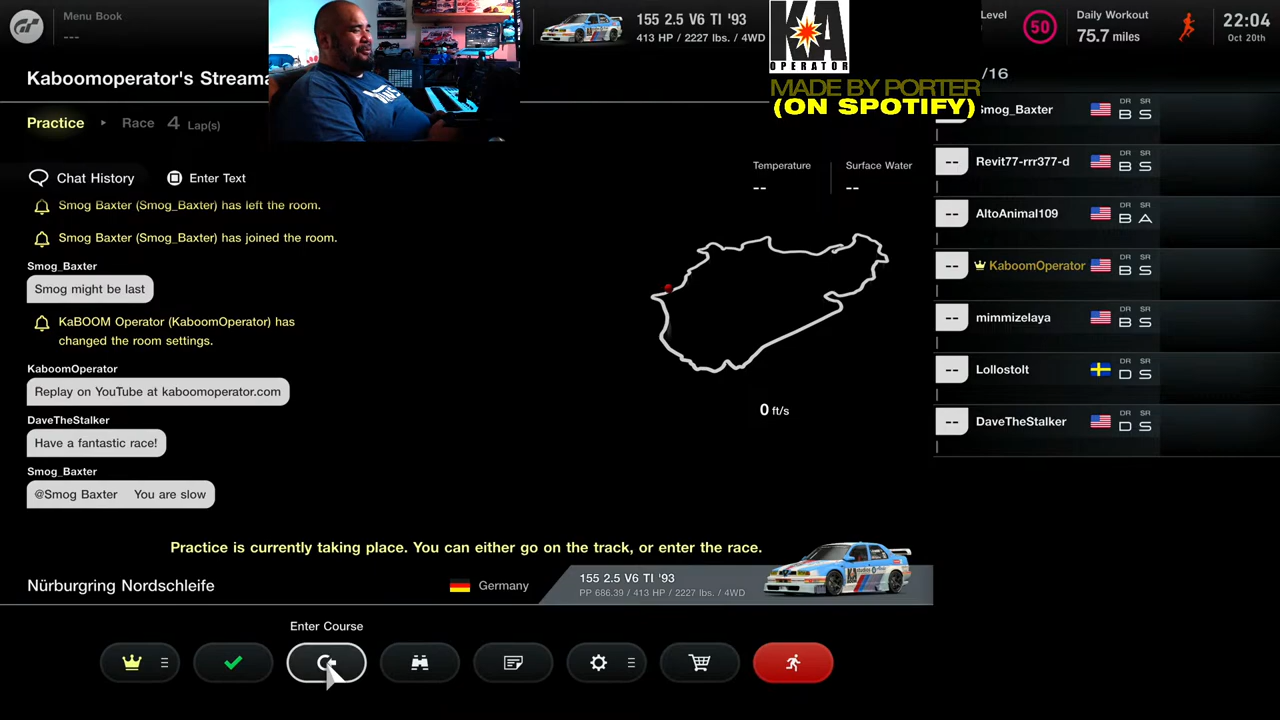 Menu Book
---
155 2.5 V6 TI '93
413 HP / 2227 lbs. / 4WD
KA
OPERATOR
MADE BY PORTER
(ON SPOTIFY)
Level
50
Daily Workout
75.7 miles
22:04
Oct 20th
Kaboomoperator's Stream
/16
Practice
Race 4 Lap(s)
Chat History
Enter Text
Smog Baxter (Smog_Baxter) has left the room.
Smog Baxter (Smog_Baxter) has joined the room.
Smog_Baxter
Smog might be last
KaBOOM Operator (KaboomOperator) has
changed the room settings.
KaboomOperator
Replay on YouTube at kaboomoperator.com
DaveTheStalker
Have a fantastic race!
Smog_Baxter
@Smog Baxter You are slow
Temperature
--
Surface Water
--
0 ft/s
Smog_Baxter DR B SR S
-- Revit77-rrr377-d DR B SR S
-- AltoAnimal109 DR B SR A
-- KaboomOperator DR B SR S
-- mimmizelaya DR B SR S
-- Lollostolt DR D SR S
-- DaveTheStalker DR D SR S
Practice is currently taking place. You can either go on the track, or enter the race.
Nürburgring Nordschleife
Germany
155 2.5 V6 TI '93
PP 686.39 / 413 HP / 2227 lbs. / 4WD
Enter Course